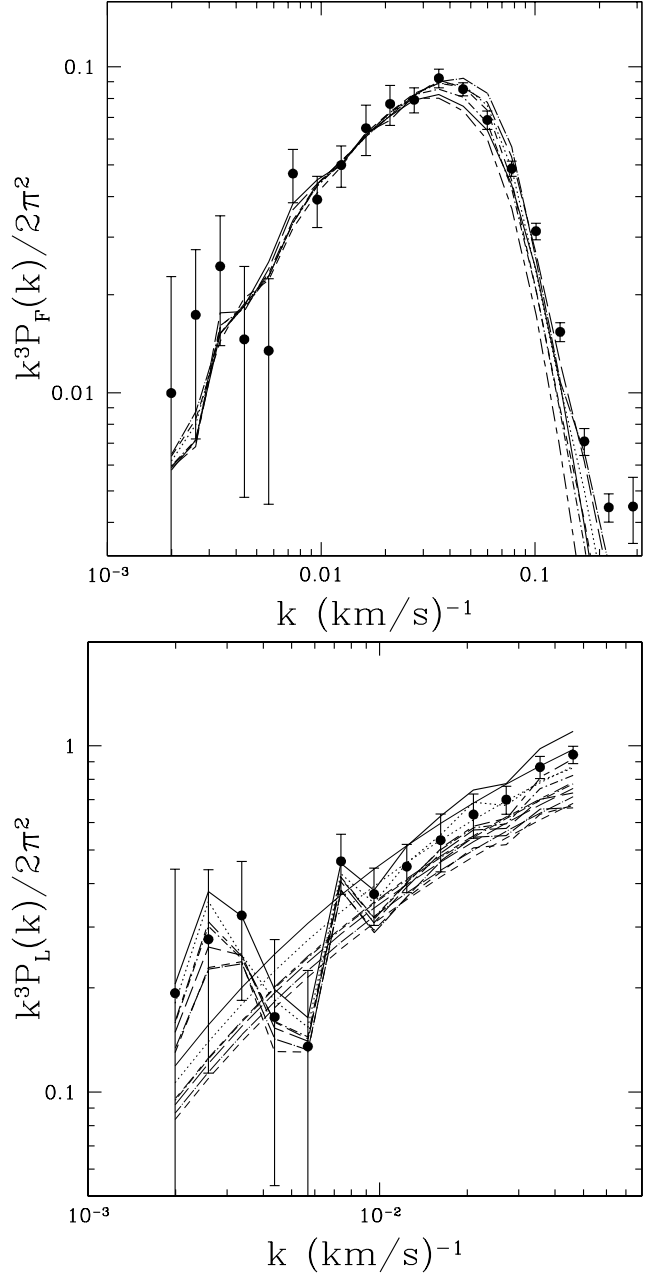 k³P_F(k)/2π²
0.1
0.01
10⁻³ 0.01 0.1
k (km/s)⁻¹
k³P_L(k)/2π²
1
0.1
10⁻³ 10⁻²
k (km/s)⁻¹